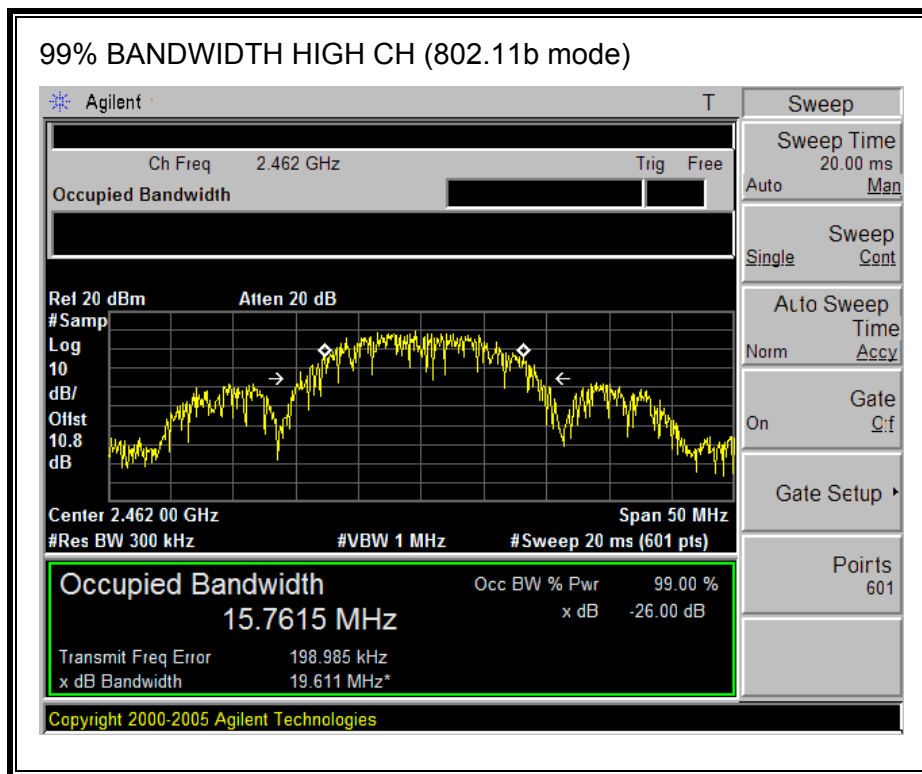 99% BANDWIDTH HIGH CH (802.11b mode)
Agilent T
Sweep
Ch Freq 2.462 GHz Trig Free
Occupied Bandwidth
Sweep Time
20.00 ms
Auto Man
Sweep
Single Cont
Ref 20 dBm Atten 20 dB
#Samp
Log
10
dB/
Offst
10.8
dB
Auto Sweep
Time
Norm Accy
Gate
On Off
Gate Setup
Center 2.462 00 GHz Span 50 MHz
#Res BW 300 kHz #VBW 1 MHz #Sweep 20 ms (601 pts)
Points
601
Occupied Bandwidth
15.7615 MHz
Occ BW % Pwr 99.00 %
x dB -26.00 dB
Transmit Freq Error 198.985 kHz
x dB Bandwidth 19.611 MHz*
Copyright 2000-2005 Agilent Technologies